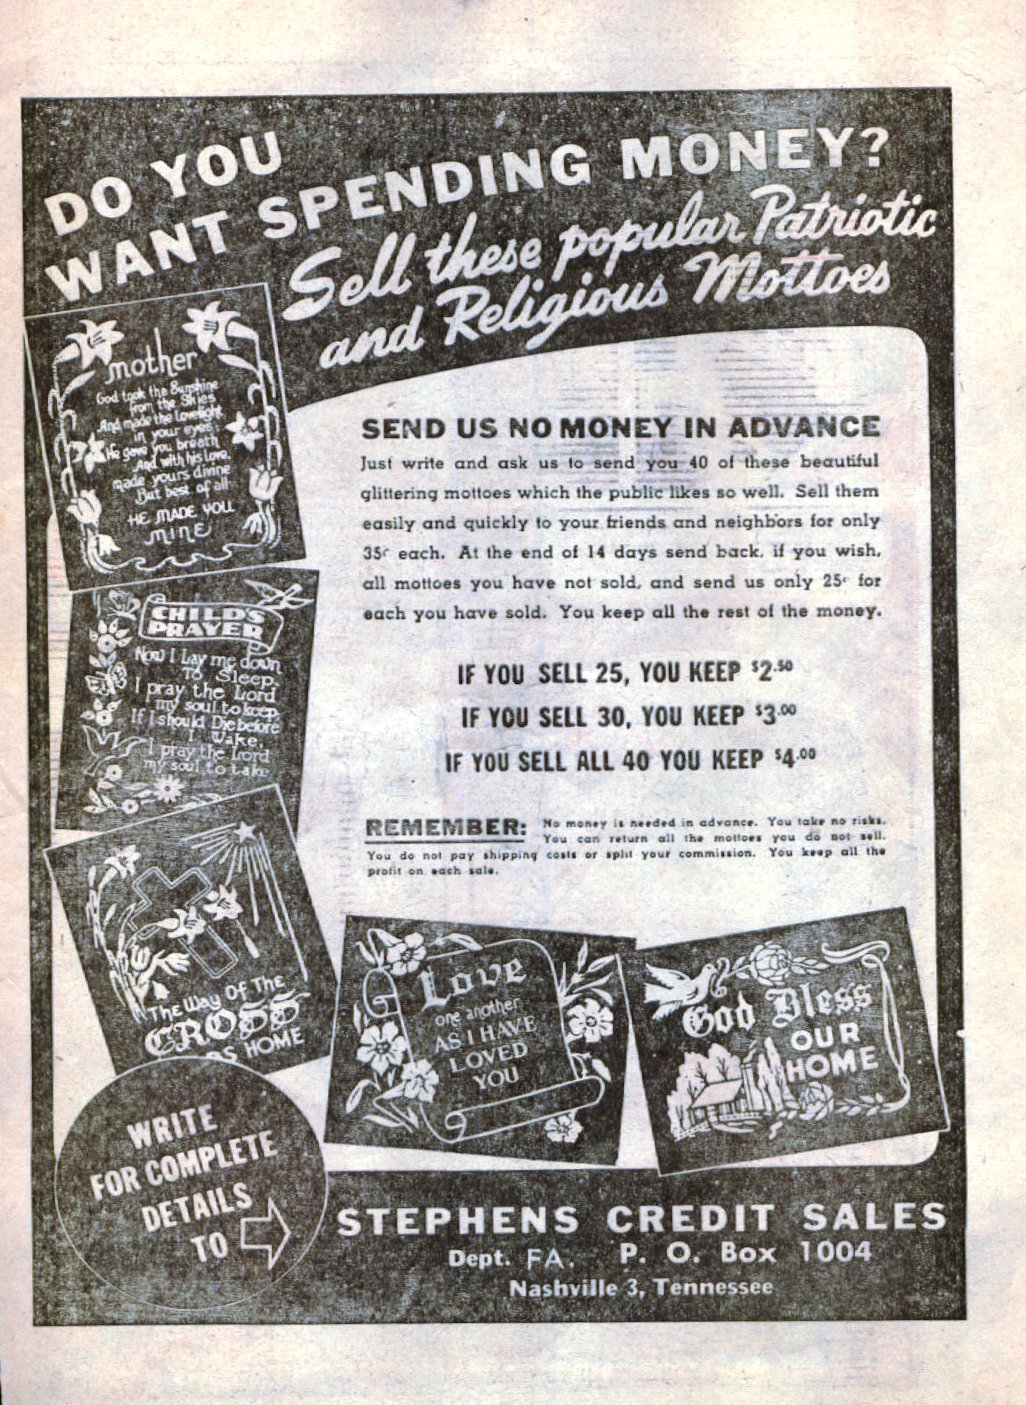 DO YOU
WANT SPENDING MONEY?
Sell these popular Patriotic
and Religious Mottoes
mother
God took the Sunshine
from the Skies
And made the Lovelight
in your eyes
He gave you breath
And with his Love,
made yours divine
But best of all
HE MADE YOU
MINE
CHILD'S
PRAYER
Now I Lay me down
To Sleep,
I pray the Lord
my soul to keep,
If I should Die before
I Wake,
I pray the Lord
my soul to take
The Way Of The
CROSS
HOME
SEND US NO MONEY IN ADVANCE
Just write and ask us to send you 40 of these beautiful
glittering mottoes which the public likes so well. Sell them
easily and quickly to your friends and neighbors for only
35c each. At the end of 14 days send back, if you wish,
all mottoes you have not sold, and send us only 25c for
each you have sold. You keep all the rest of the money.
IF YOU SELL 25, YOU KEEP $2.50
IF YOU SELL 30, YOU KEEP $3.00
IF YOU SELL ALL 40 YOU KEEP $4.00
REMEMBER: No money is needed in advance. You take no risks.
You can return all the mottoes you do not sell.
You do not pay shipping costs or split your commission. You keep all the
profit on each sale.
Love
one another
AS I HAVE
LOVED
YOU
God Bless
OUR
HOME
WRITE
FOR COMPLETE
DETAILS
TO
STEPHENS CREDIT SALES
Dept. FA. P. O. Box 1004
Nashville 3, Tennessee